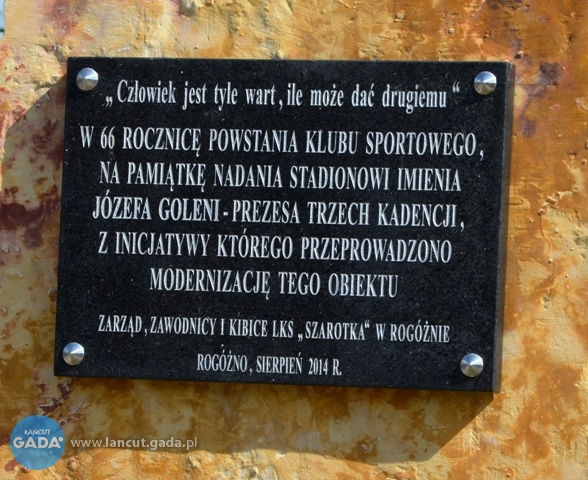 „Człowiek jest tyle wart, ile może dać drugiemu“
W 66 ROCZNICĘ POWSTANIA KLUBU SPORTOWEGO,
NA PAMIĄTKĘ NADANIA STADIONOWI IMIENIA
JÓZEFA GOLENI - PREZESA TRZECH KADENCJI,
Z INICJATYWY KTÓREGO PRZEPROWADZONO
MODERNIZACJĘ TEGO OBIEKTU
ZARZĄD, ZAWODNICY I KIBICE LKS „SZAROTKA“ W ROGÓŹNIE
ROGÓŻNO, SIERPIEŃ 2014 R.
ŁAŃCUT
GADA
www.lancut.gada.pl